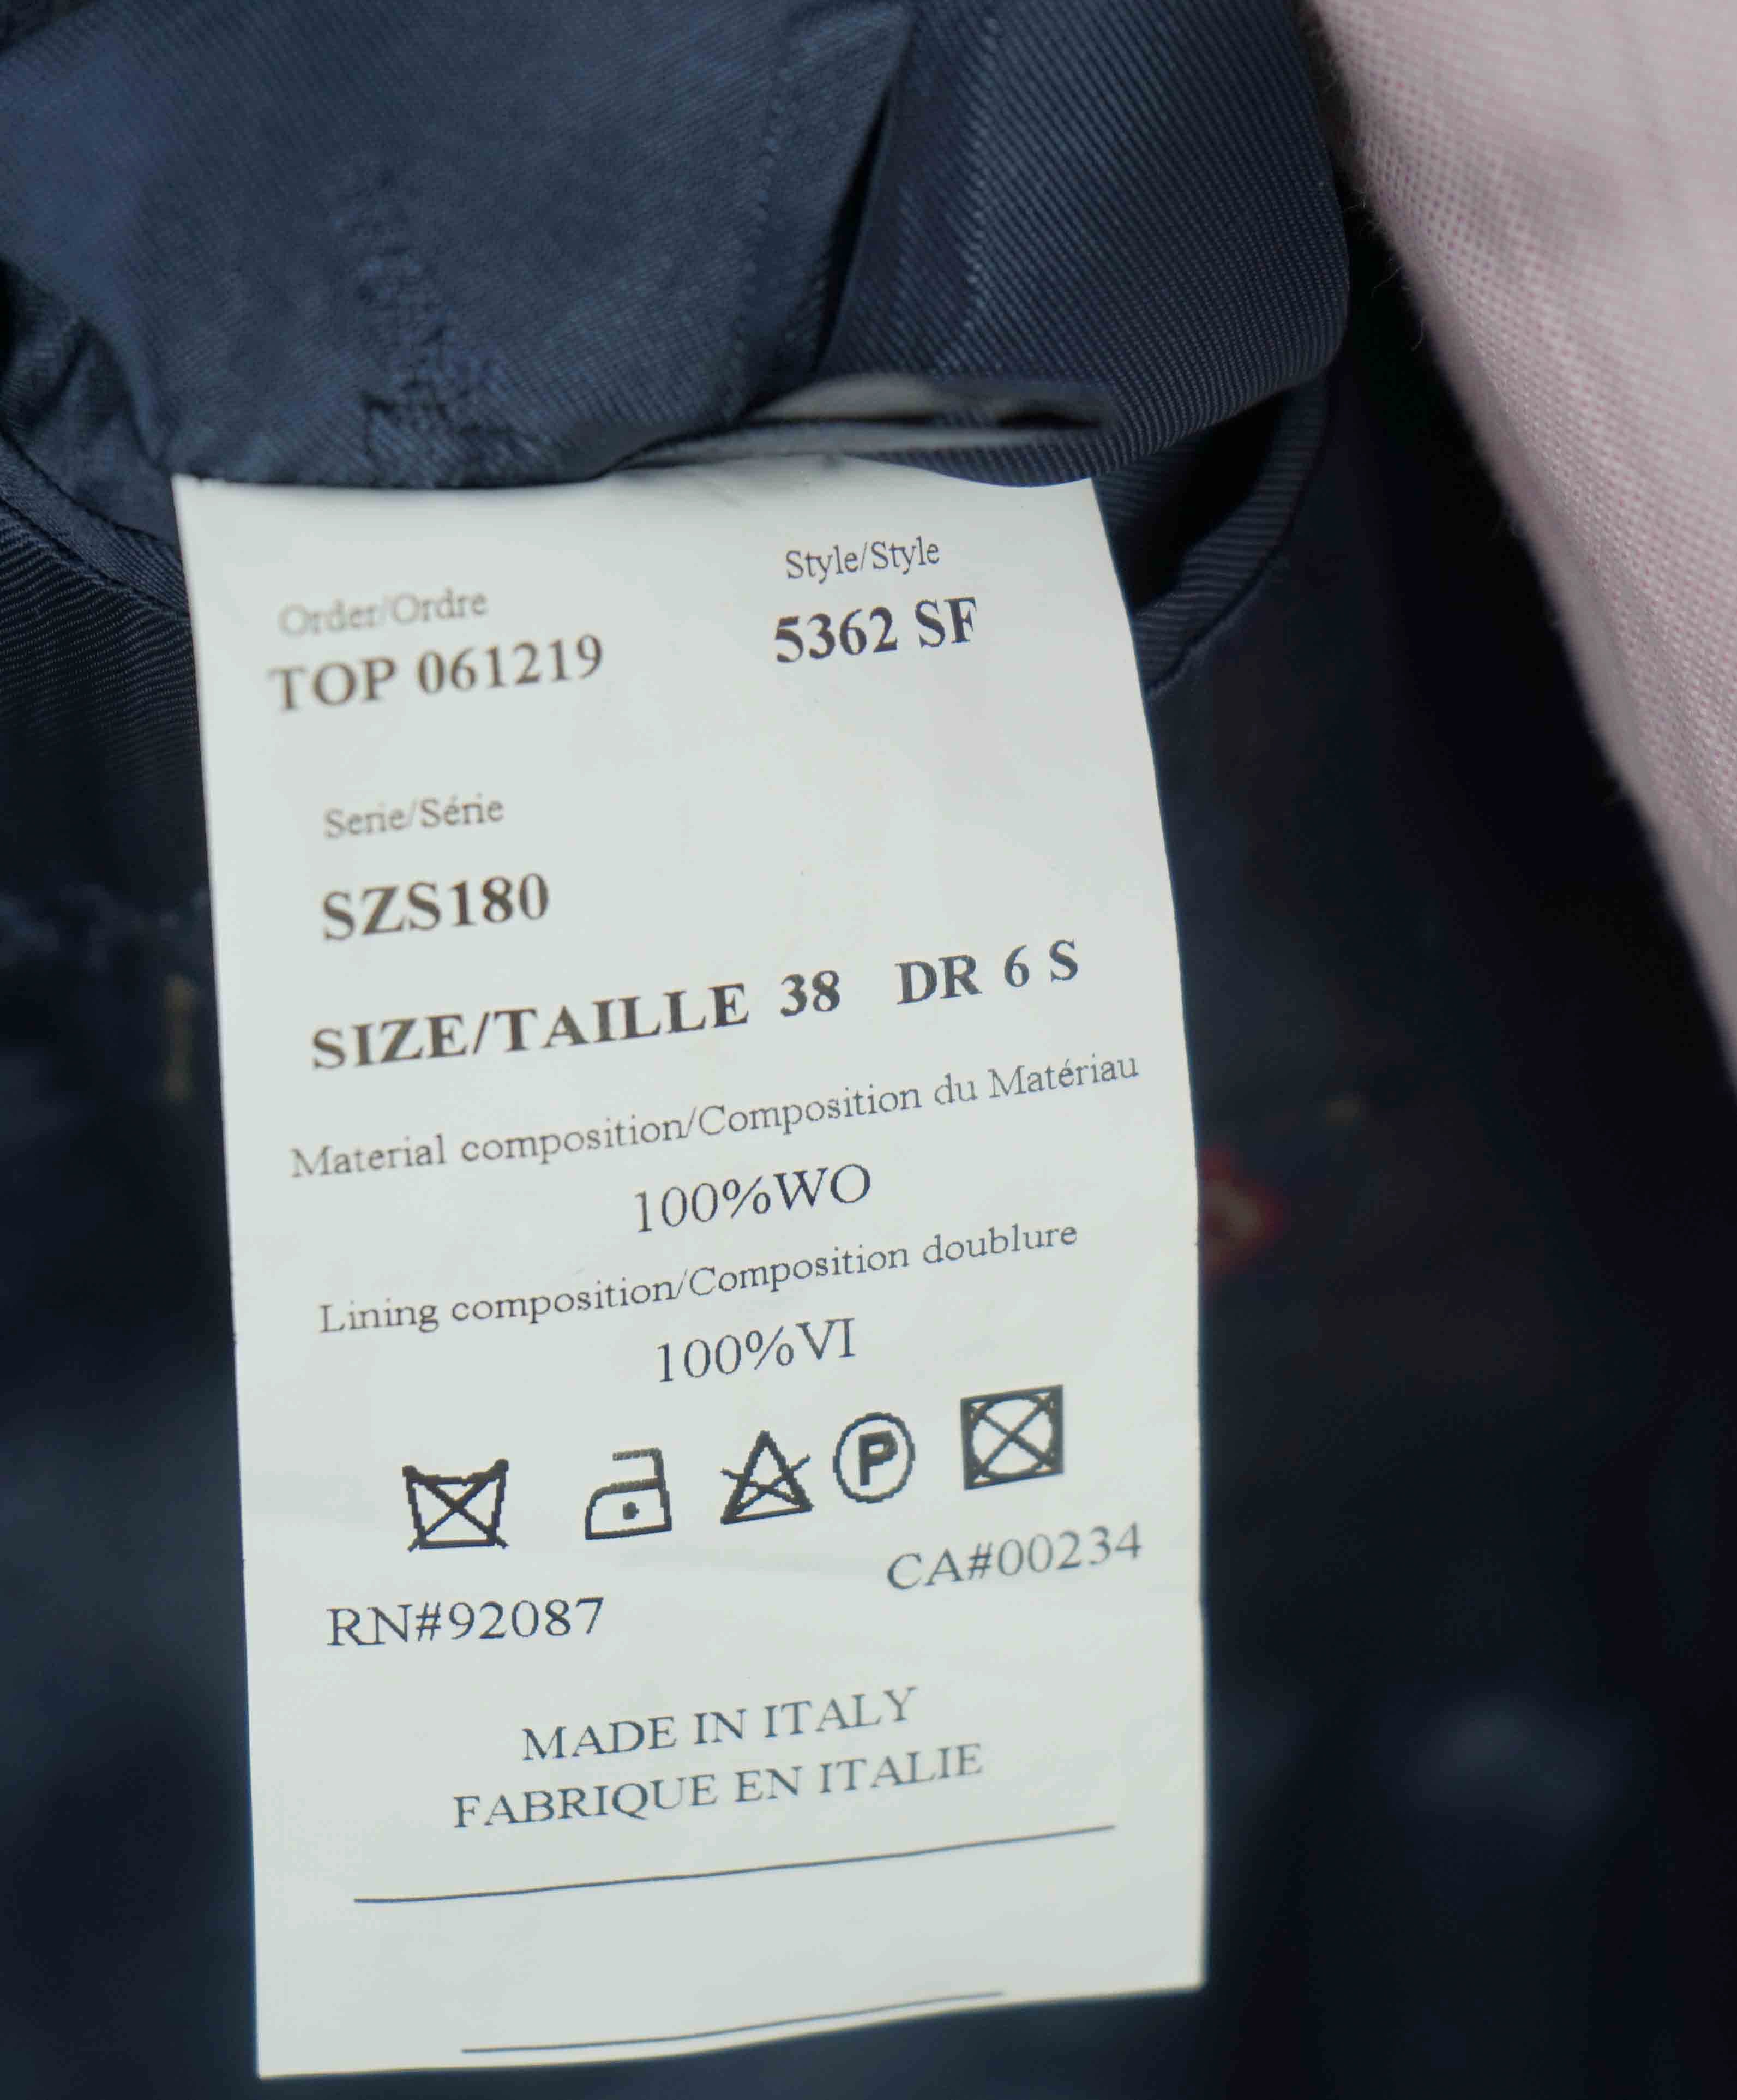 Order/Ordre
TOP 061219
Style/Style
5362 SF
Serie/Série
SZS180
SIZE/TAILLE 38 DR 6 S
Material composition/Composition du Matériau
100%WO
Lining composition/Composition doublure
100%VI
P
CA#00234
RN#92087
MADE IN ITALY
FABRIQUE EN ITALIE